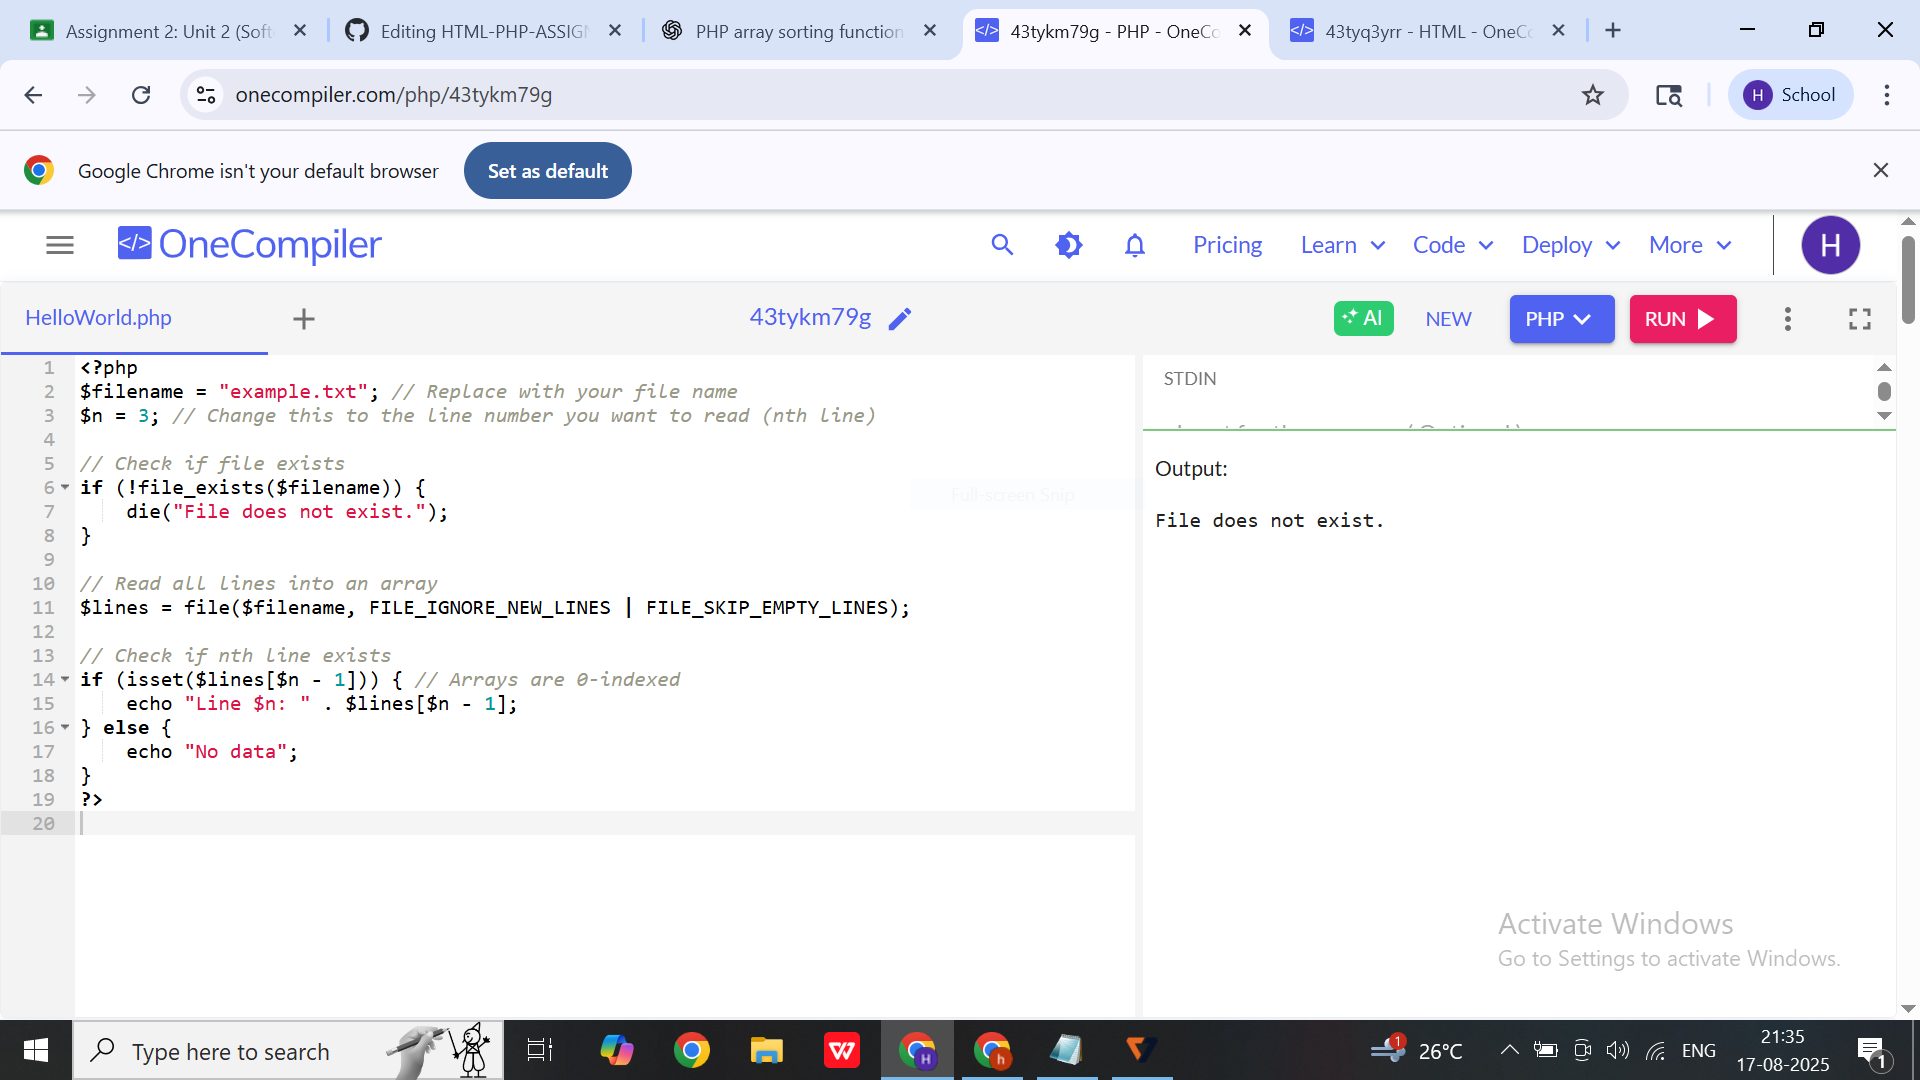 Assignment 2: Unit 2 (Soft
Editing HTML-PHP-ASSIGN
PHP array sorting function
43tykm79g - PHP - OneCo
43tyq3yrr - HTML - OneCo
onecompiler.com/php/43tykm79g
H
School
Google Chrome isn't your default browser
Set as default
</> OneCompiler
Pricing
Learn
Code
Deploy
More
H
HelloWorld.php
43tykm79g
AI
NEW
PHP
RUN
1 <?php
2 $filename = "example.txt"; // Replace with your file name
3 $n = 3; // Change this to the line number you want to read (nth line)
4
5 // Check if file exists
6 if (!file_exists($filename)) {
7 die("File does not exist.");
8 }
9
10 // Read all lines into an array
11 $lines = file($filename, FILE_IGNORE_NEW_LINES | FILE_SKIP_EMPTY_LINES);
12
13 // Check if nth line exists
14 if (isset($lines[$n - 1])) { // Arrays are 0-indexed
15 echo "Line $n: " . $lines[$n - 1];
16 } else {
17 echo "No data";
18 }
19 ?>
20
STDIN
Output:
File does not exist.
Full-screen Snip
Activate Windows
Go to Settings to activate Windows.
Type here to search
W
H
h
1
26°C
ENG
21:35
17-08-2025
1